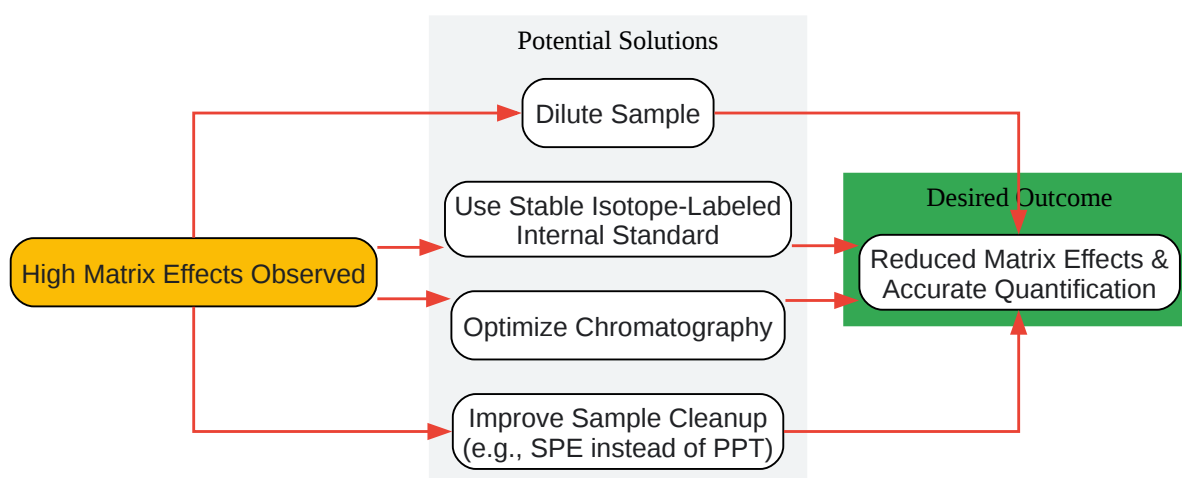 Potential Solutions
Dilute Sample
Use Stable Isotope-Labeled
Internal Standard
Desired Outcome
High Matrix Effects Observed
Reduced Matrix Effects &
Accurate Quantification
Optimize Chromatography
Improve Sample Cleanup
(e.g., SPE instead of PPT)